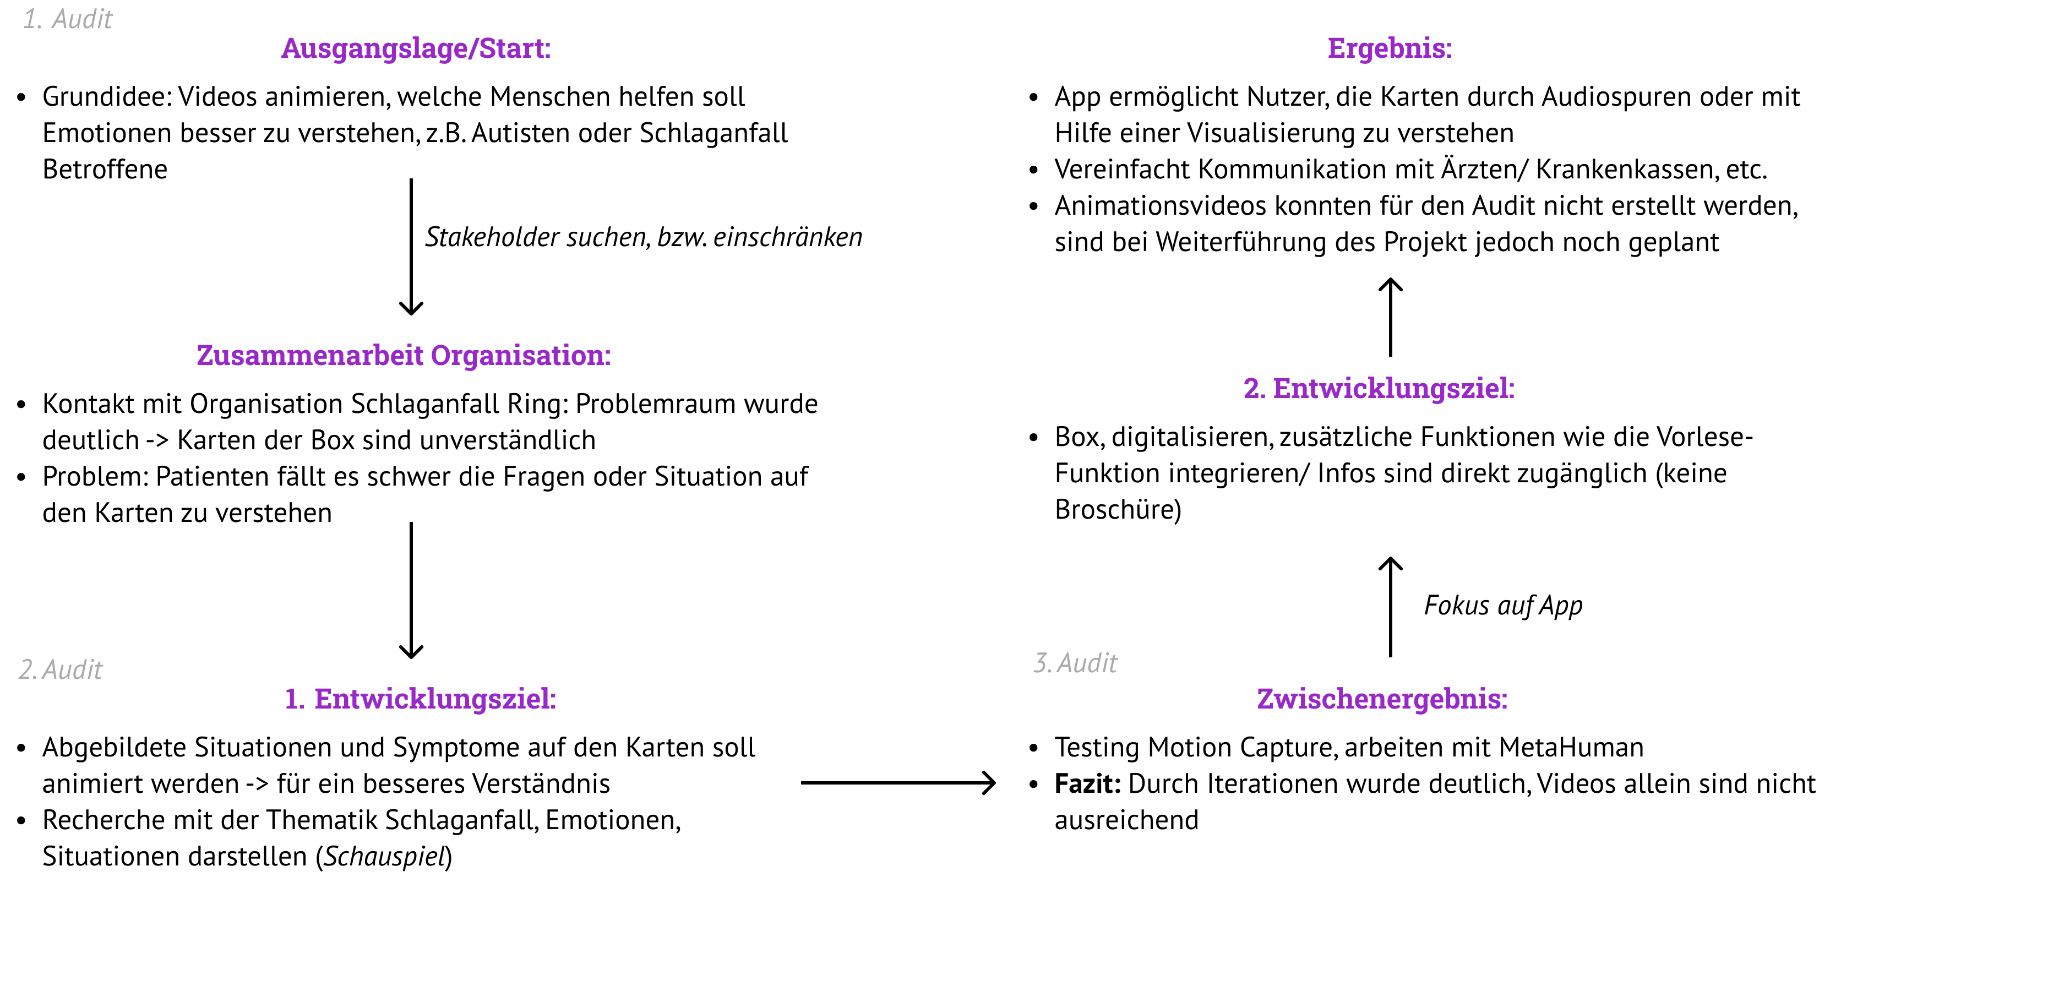 1. Audit
Ausgangslage/Start:
• Grundidee: Videos animieren, welche Menschen helfen soll
Emotionen besser zu verstehen, z.B. Autisten oder Schlaganfall
Betroffene
Stakeholder suchen, bzw. einschränken
Zusammenarbeit Organisation:
• Kontakt mit Organisation Schlaganfall Ring: Problemraum wurde
deutlich -> Karten der Box sind unverständlich
• Problem: Patienten fällt es schwer die Fragen oder Situation auf
den Karten zu verstehen
2. Audit
1. Entwicklungsziel:
• Abgebildete Situationen und Symptome auf den Karten soll
animiert werden -> für ein besseres Verständnis
• Recherche mit der Thematik Schlaganfall, Emotionen,
Situationen darstellen (Schauspiel)
3. Audit
Zwischenergebnis:
• Testing Motion Capture, arbeiten mit MetaHuman
• Fazit: Durch Iterationen wurde deutlich, Videos allein sind nicht
ausreichend
Fokus auf App
2. Entwicklungsziel:
• Box, digitalisieren, zusätzliche Funktionen wie die Vorlese-
Funktion integrieren/ Infos sind direkt zugänglich (keine
Broschüre)
Ergebnis:
• App ermöglicht Nutzer, die Karten durch Audiospuren oder mit
Hilfe einer Visualisierung zu verstehen
• Vereinfacht Kommunikation mit Ärzten/ Krankenkassen, etc.
• Animationsvideos konnten für den Audit nicht erstellt werden,
sind bei Weiterführung des Projekt jedoch noch geplant